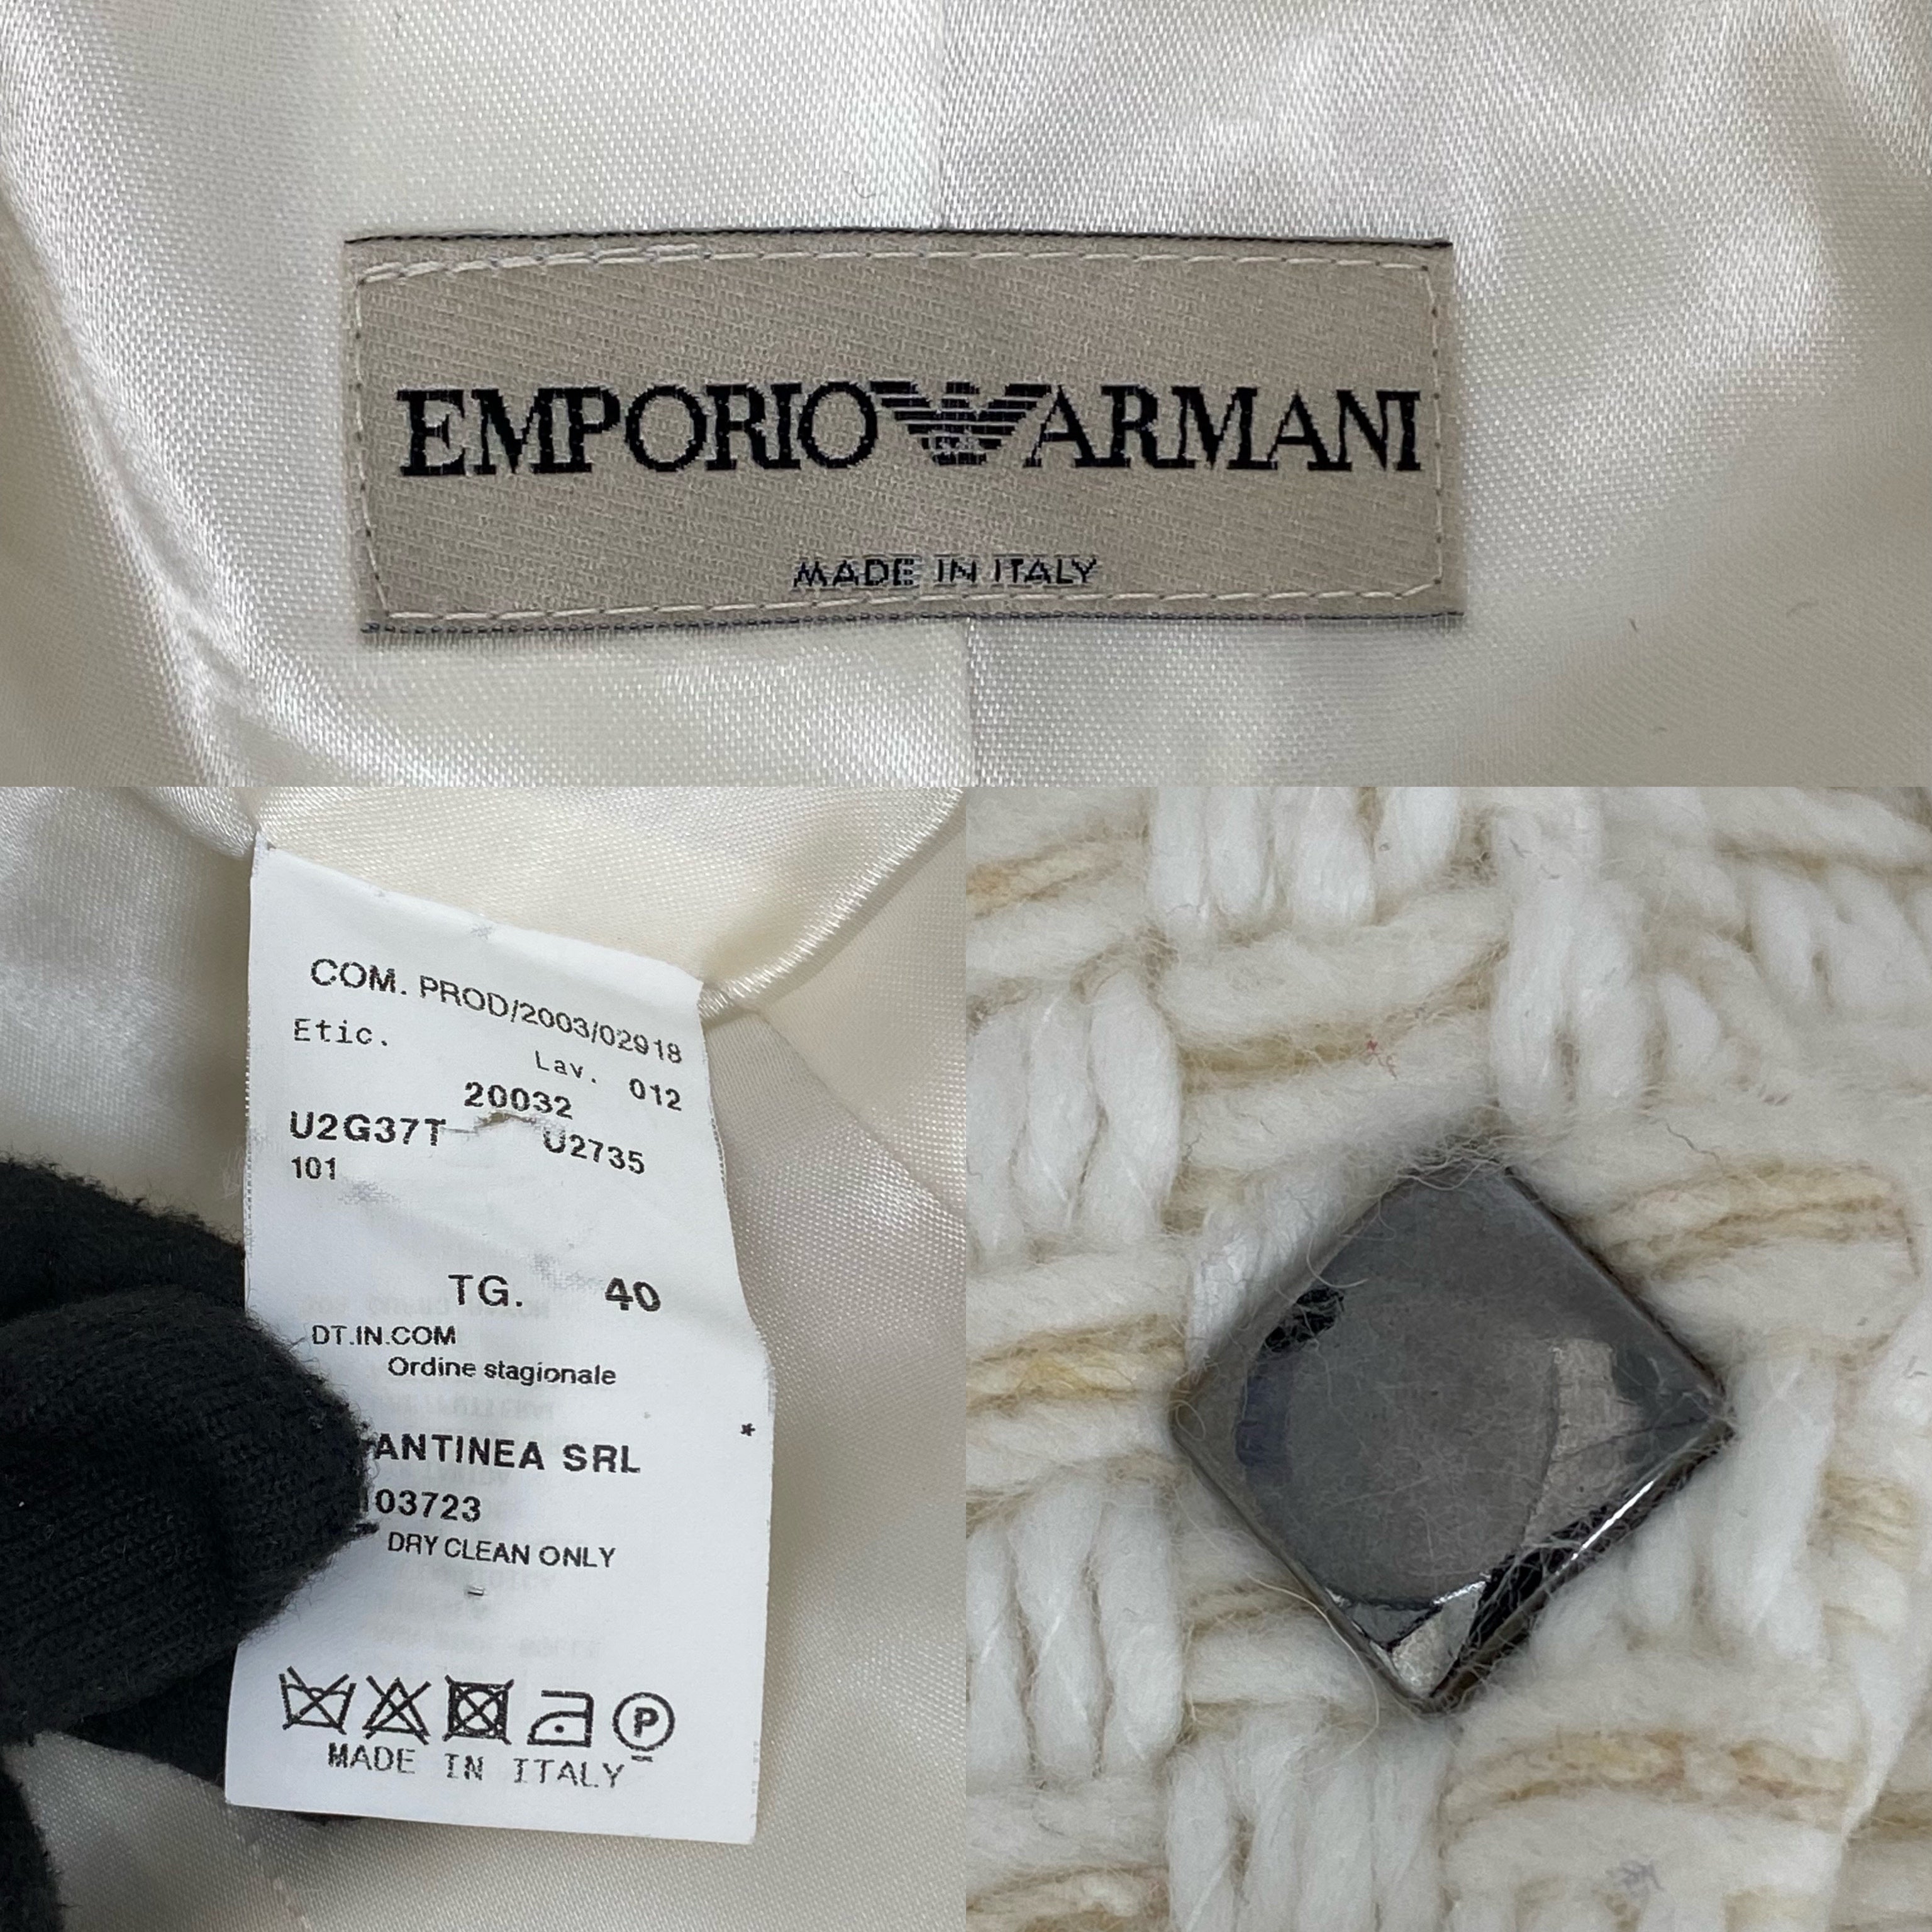 EMPORIO ARMANI
MADE IN ITALY
COM. PROD/2003/02918
Etic. Lav. 012
20032
U2G37T U2735
101
TG. 40
DT.IN.COM
Ordine stagionale
*
ANTINEA SRL
03723
DRY CLEAN ONLY
-
P
MADE IN ITALY